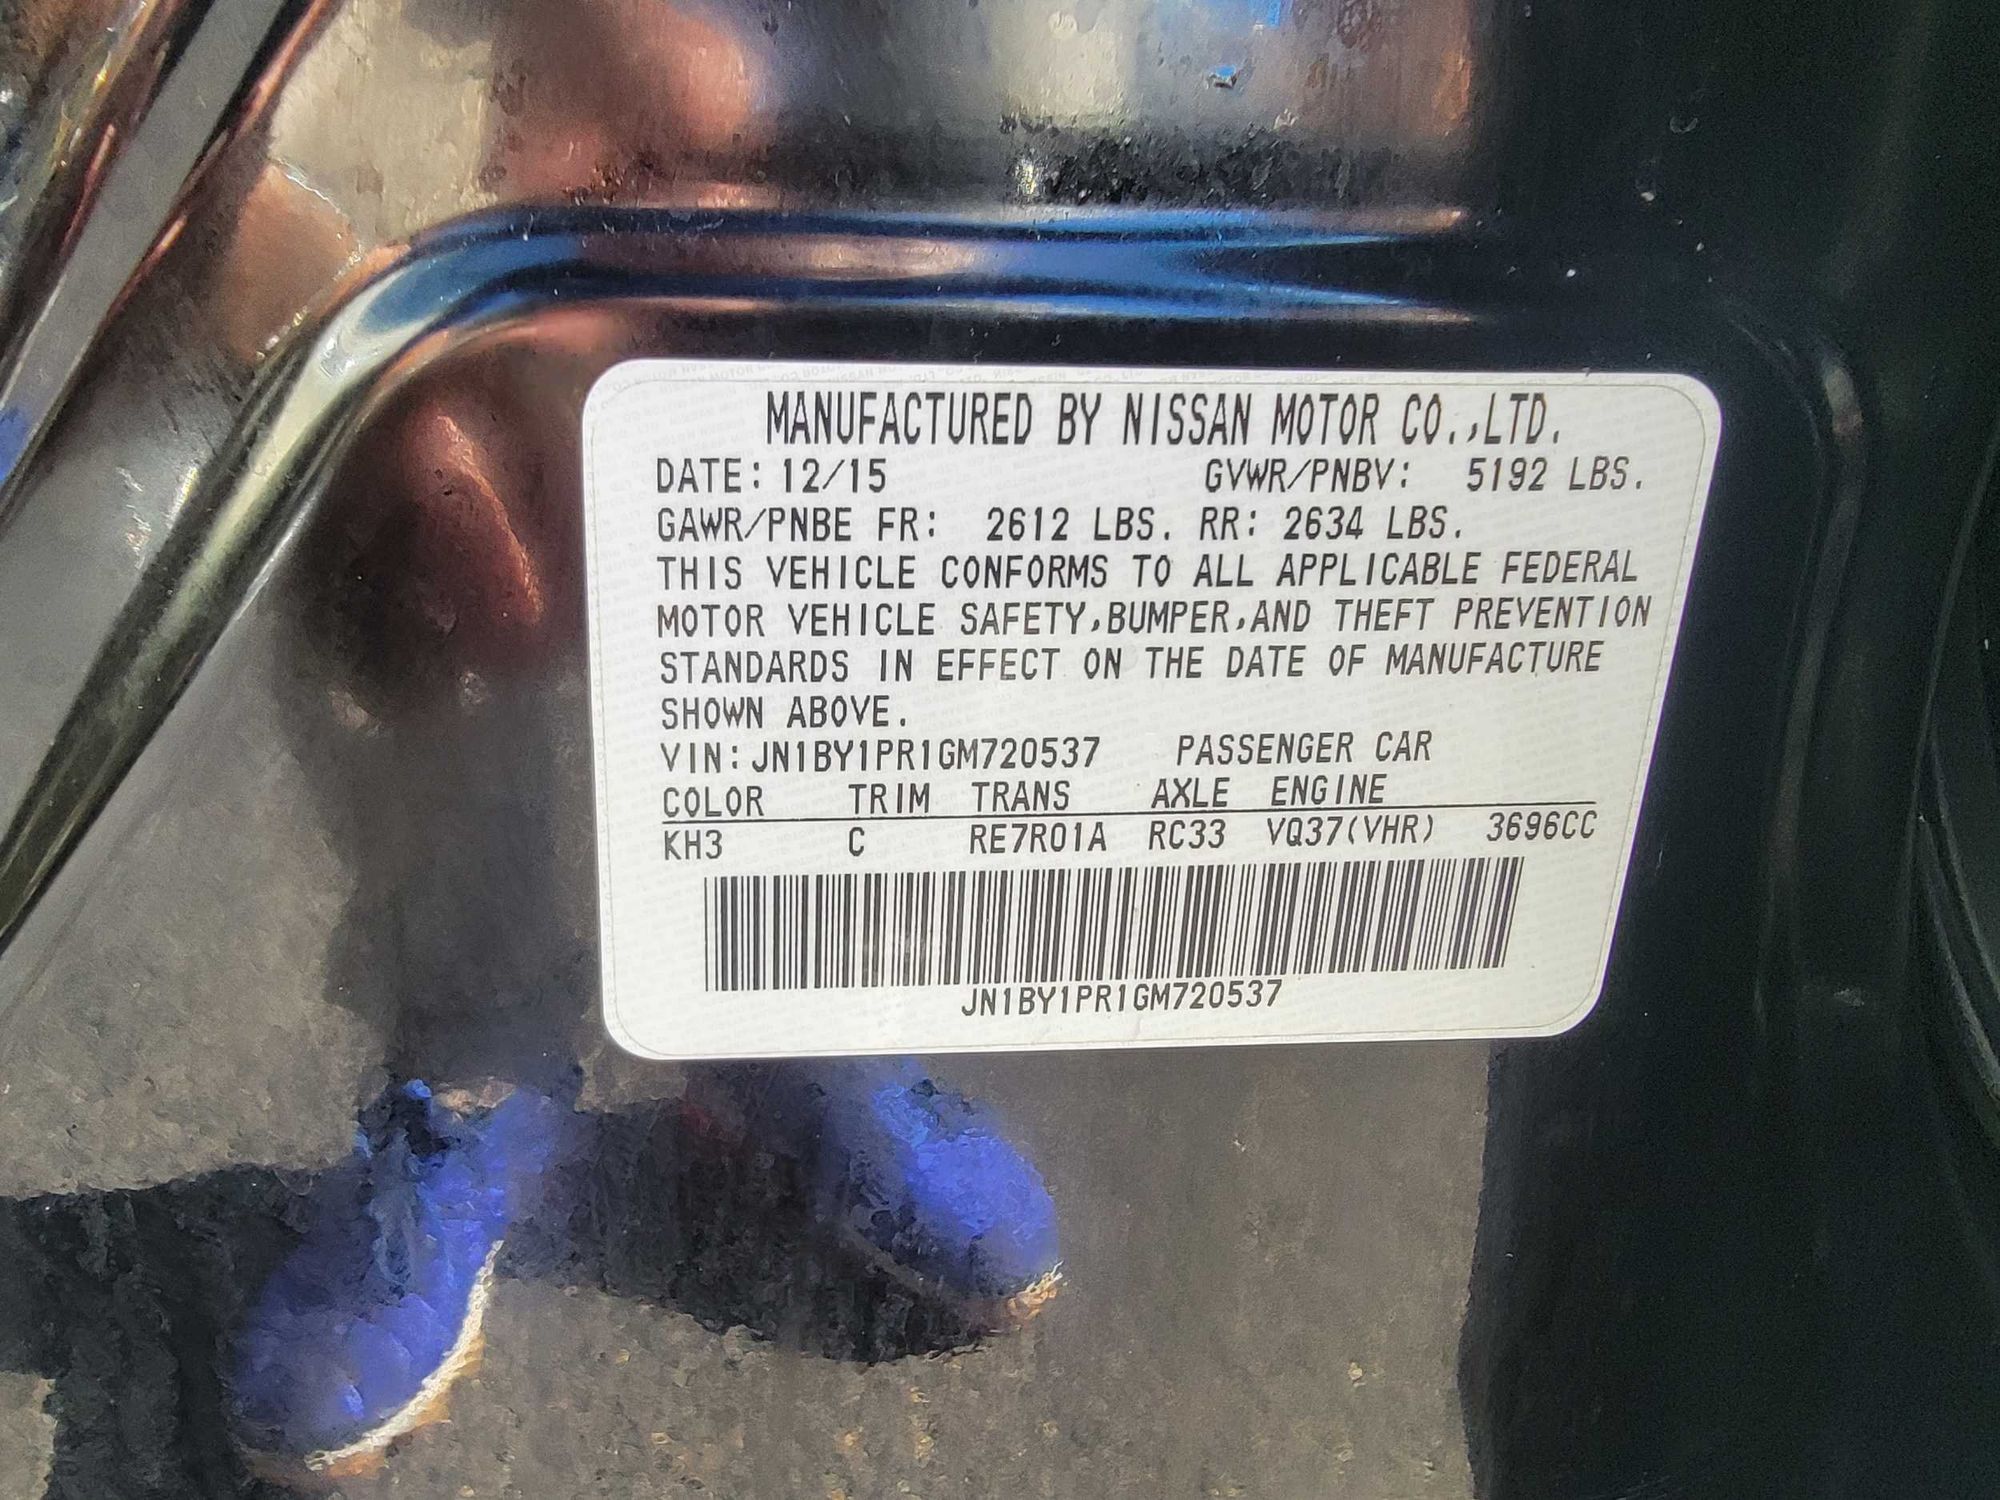 MANUFACTURED BY NISSAN MOTOR CO.,LTD.
DATE: 12/15 GVWR/PNBV: 5192 LBS.
GAWR/PNBE FR: 2612 LBS. RR: 2634 LBS.
THIS VEHICLE CONFORMS TO ALL APPLICABLE FEDERAL
MOTOR VEHICLE SAFETY,BUMPER,AND THEFT PREVENTION
STANDARDS IN EFFECT ON THE DATE OF MANUFACTURE
SHOWN ABOVE.
VIN:JN1BY1PR1GM720537 PASSENGER CAR
COLOR TRIM TRANS AXLE ENGINE
KH3 C RE7R01A RC33 VQ37(VHR) 3696CC
JN1BY1PR1GM720537